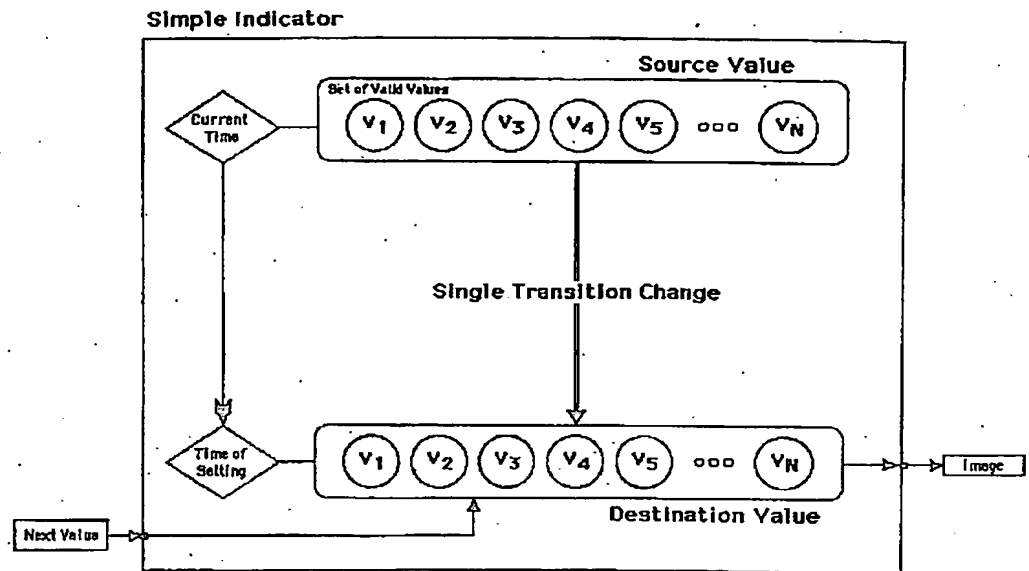 Simple Indicator
Source Value
Set of Valid Values
Current
Time
V1 V2 V3 V4 V5 VN
Single Transition Change
Time of
Setting
V1 V2 V3 V4 V5 VN
Image
Destination Value
Next Value